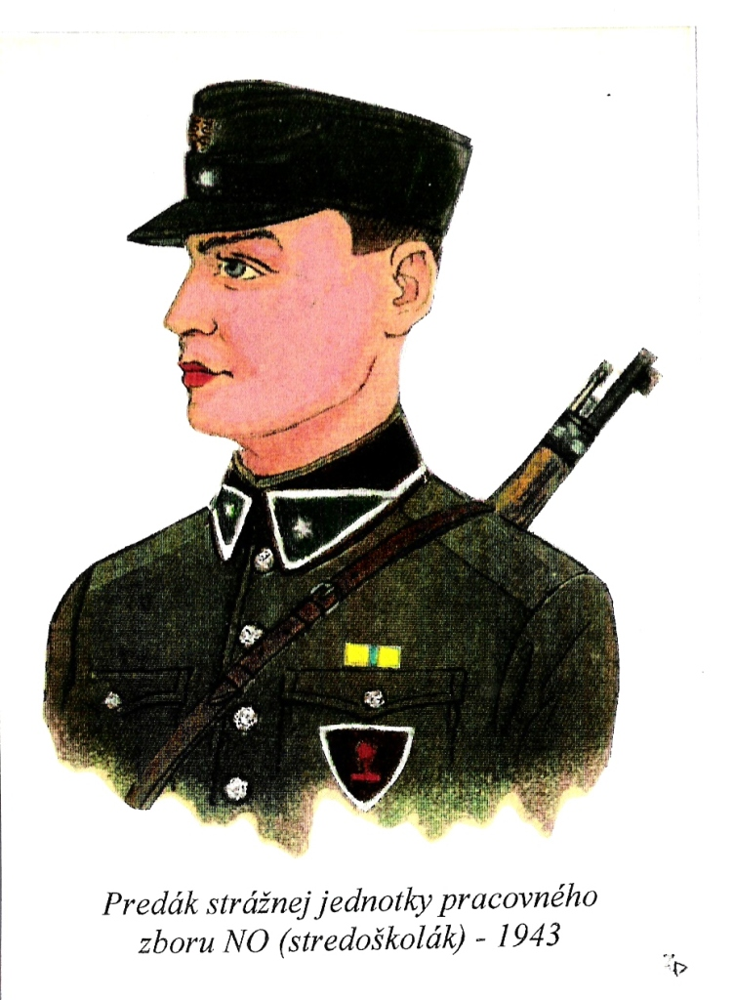 Predák strážnej jednotky pracovného
zboru NO (stredoškolák) - 1943